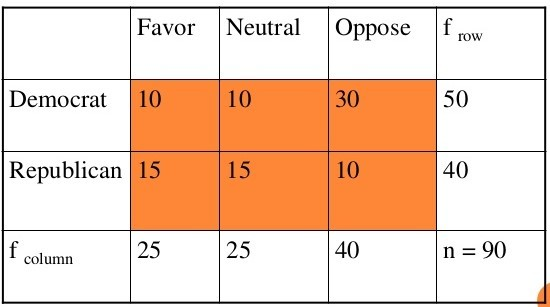 Favor Neutral Oppose f row
Democrat 10 10 30 50
Republican 15 15 10 40
f column 25 25 40 n = 90